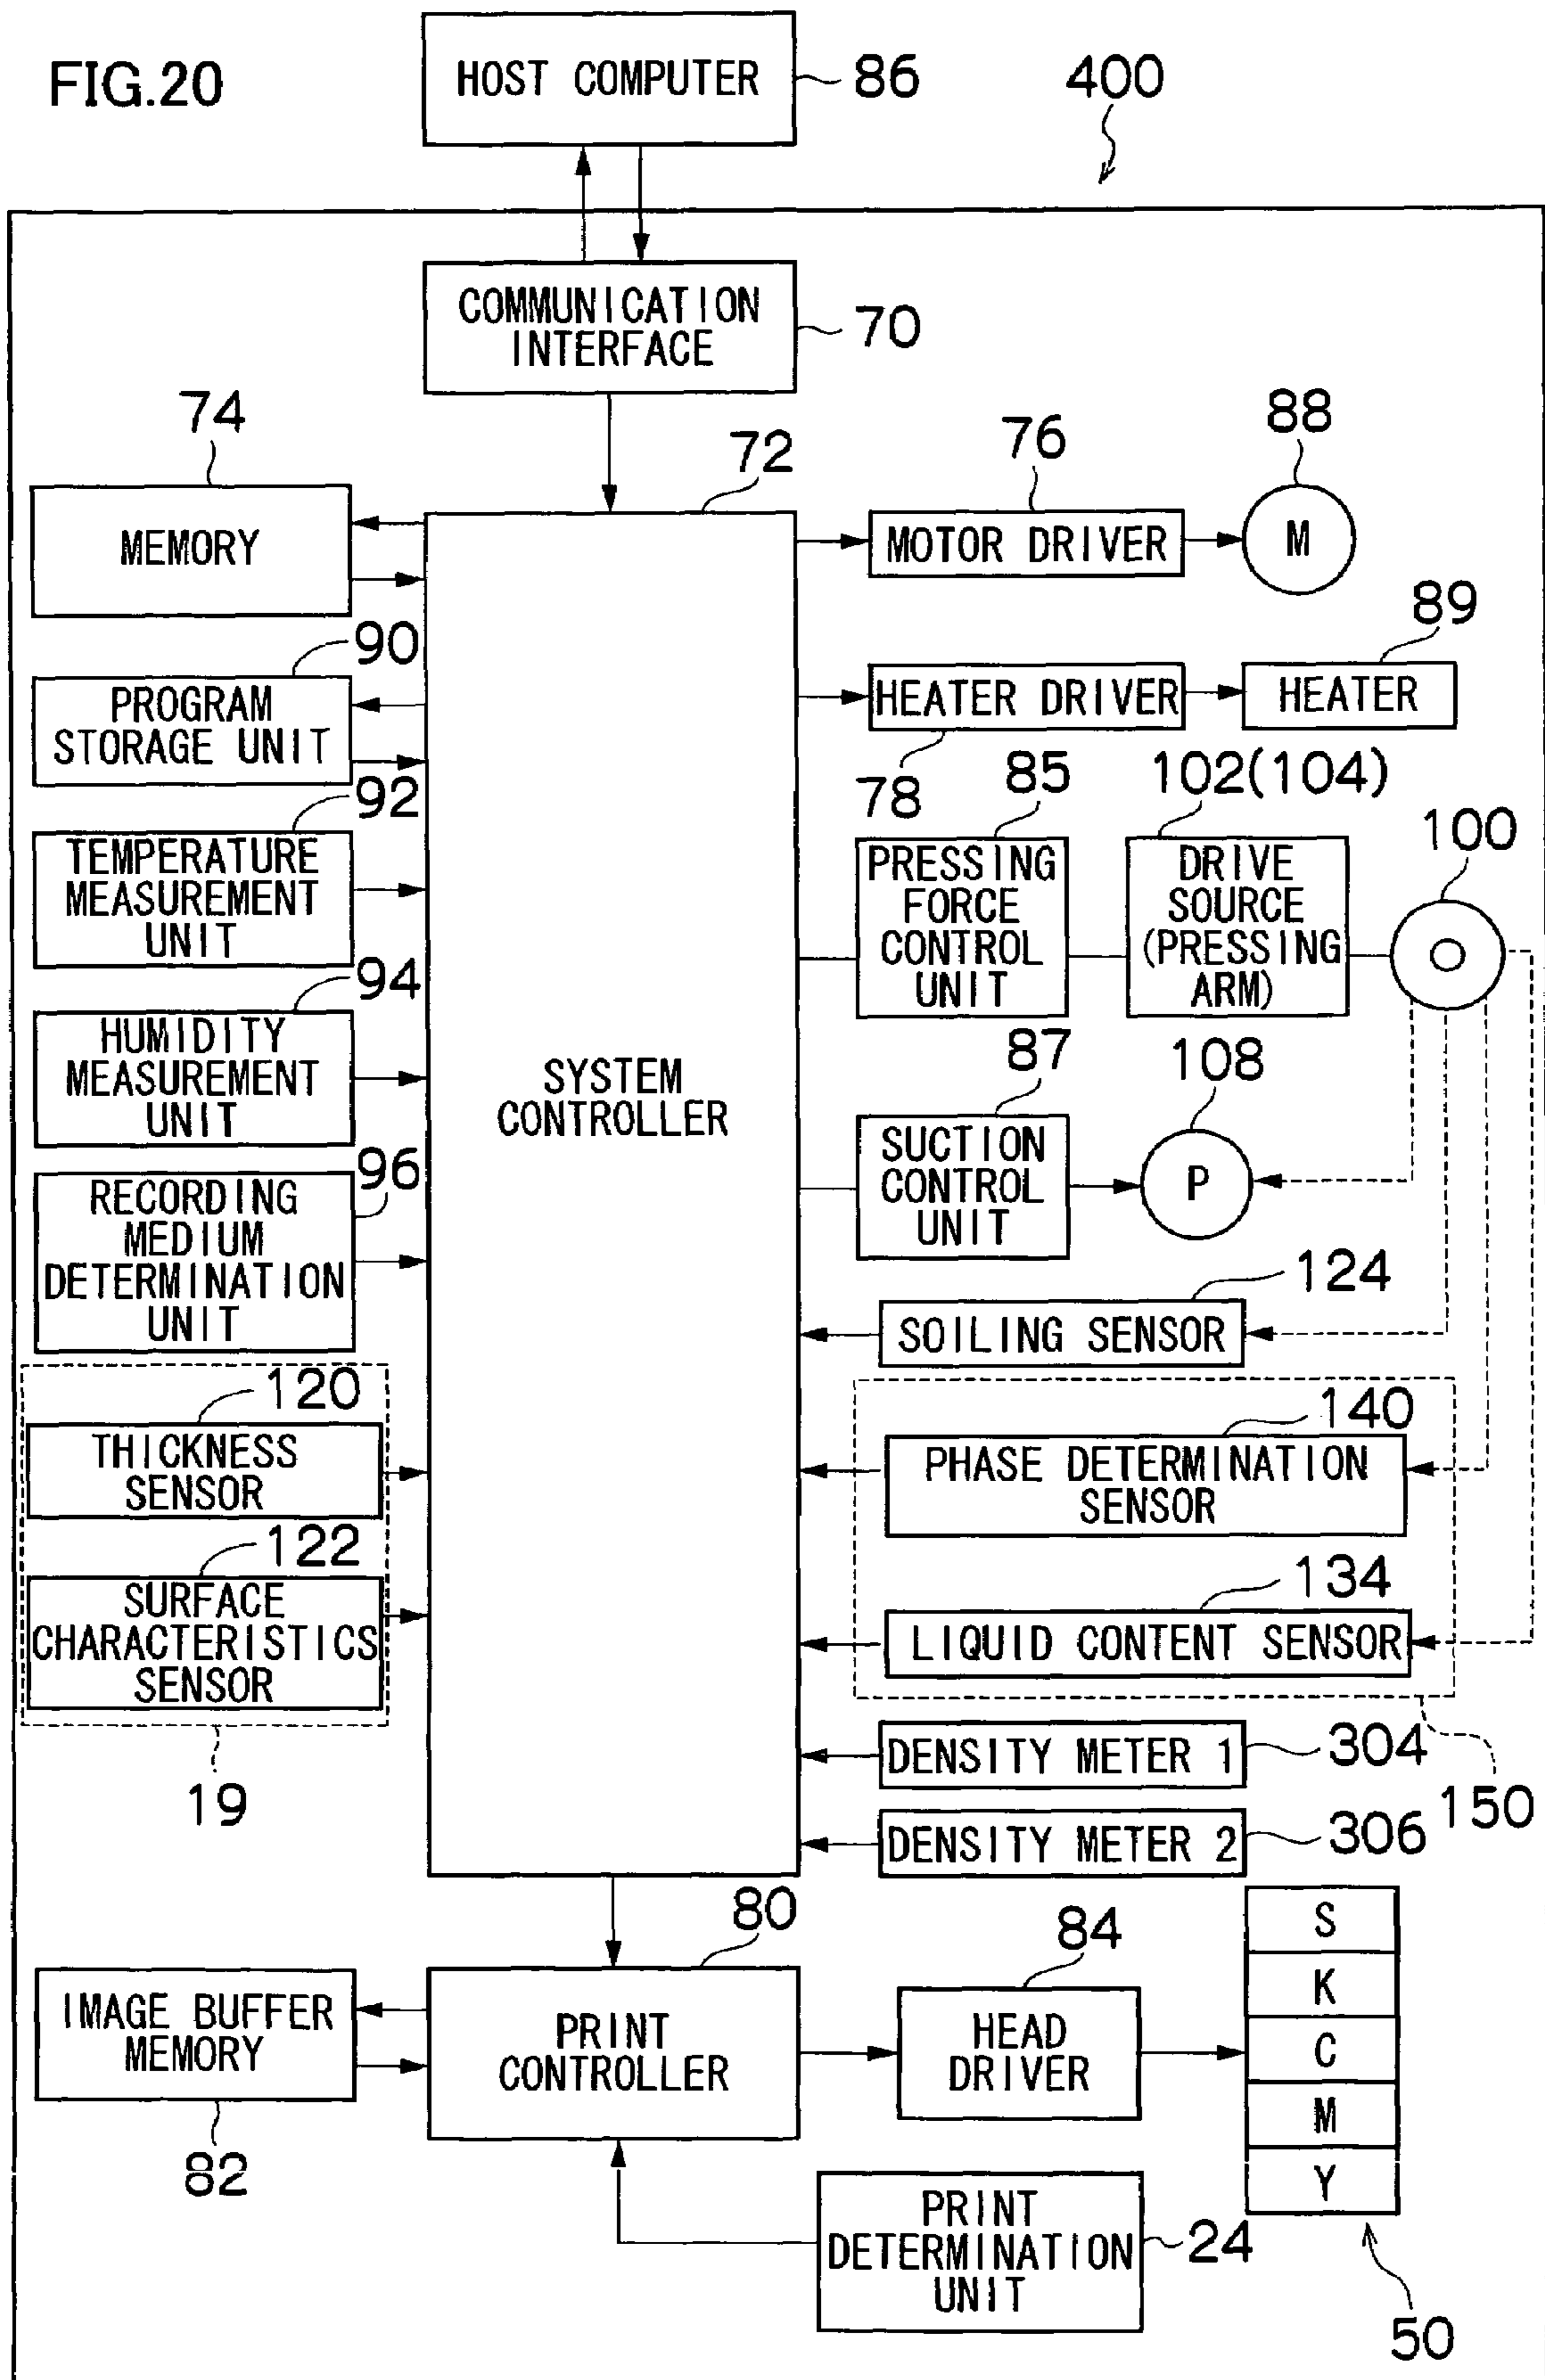 FIG.20
HOST COMPUTER
86
400
COMMUNICATION
INTERFACE
70
74
72
76
88
MEMORY
MOTOR DRIVER
M
90
89
PROGRAM
STORAGE UNIT
HEATER DRIVER
HEATER
78
92
85
102(104)
100
TEMPERATURE
MEASUREMENT
UNIT
PRESSING
FORCE
CONTROL
UNIT
DRIVE
SOURCE
(PRESSING
ARM)
94
HUMIDITY
MEASUREMENT
UNIT
SYSTEM
CONTROLLER
87
108
SUCTION
CONTROL
UNIT
P
96
RECORDING
MEDIUM
DETERMINATION
UNIT
124
SOILING SENSOR
120
THICKNESS
SENSOR
140
PHASE DETERMINATION
SENSOR
122
SURFACE
CHARACTERISTICS
SENSOR
134
LIQUID CONTENT SENSOR
19
DENSITY METER 1
304
150
DENSITY METER 2
306
80
84
S
K
C
M
Y
IMAGE BUFFER
MEMORY
PRINT
CONTROLLER
HEAD
DRIVER
82
PRINT
DETERMINATION
UNIT
24
50